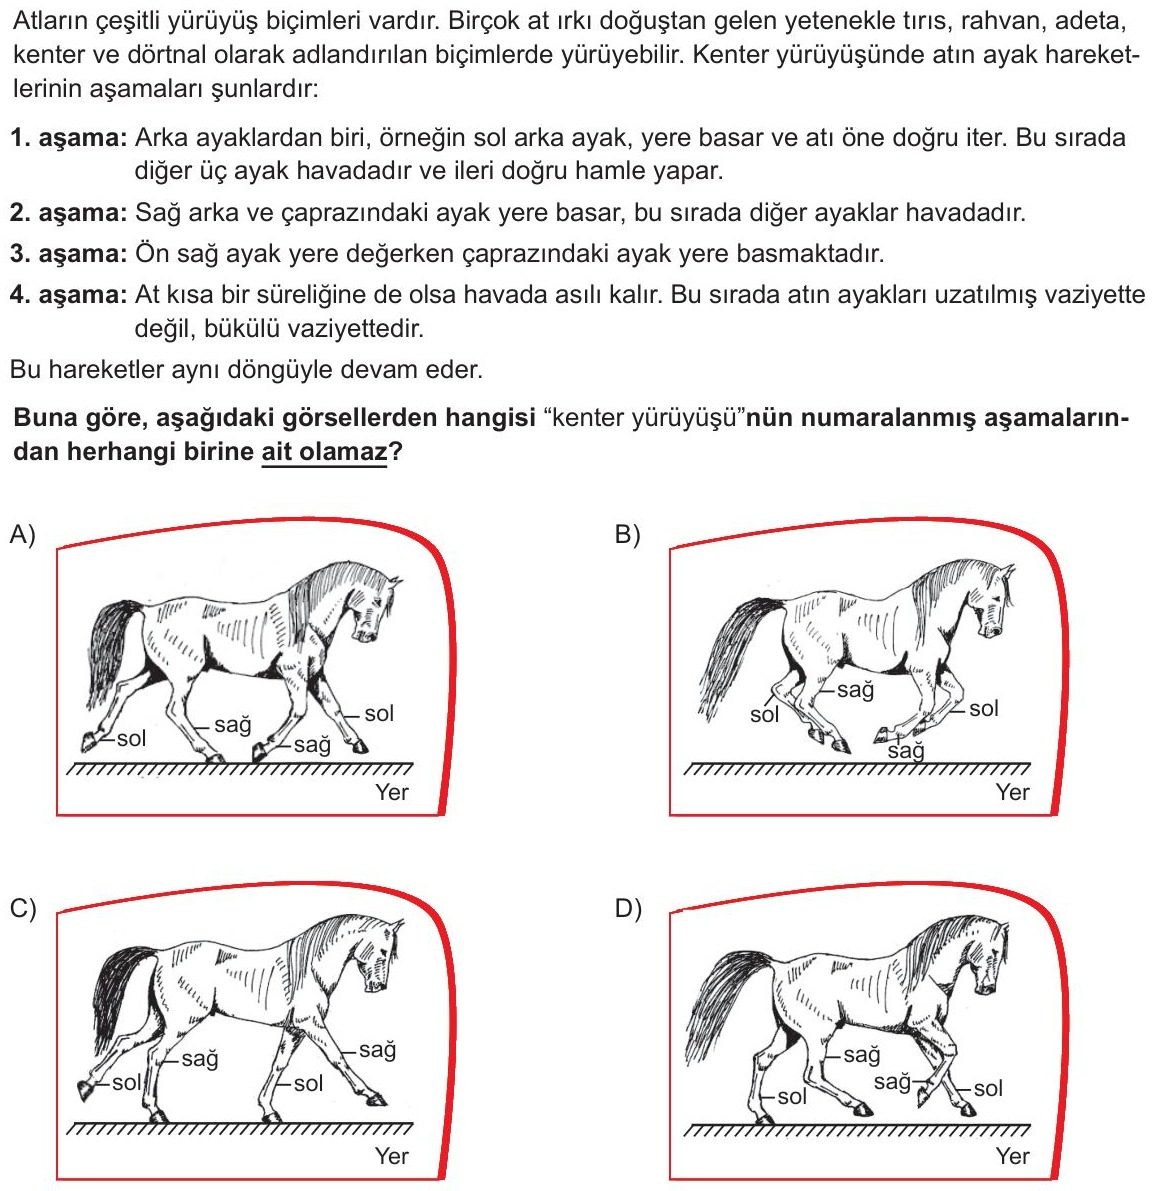 Atların çeşitli yürüyüş biçimleri vardır. Birçok at ırkı doğuştan gelen yetenekle tırıs, rahvan, adeta,
kenter ve dörtnal olarak adlandırılan biçimlerde yürüyebilir. Kenter yürüyüşünde atın ayak hareket-
lerinin aşamaları şunlardır:
1. aşama: Arka ayaklardan biri, örneğin sol arka ayak, yere basar ve atı öne doğru iter. Bu sırada
diğer üç ayak havadadır ve ileri doğru hamle yapar.
2. aşama: Sağ arka ve çaprazındaki ayak yere basar, bu sırada diğer ayaklar havadadır.
3. aşama: Ön sağ ayak yere değerken çaprazındaki ayak yere basmaktadır.
4. aşama: At kısa bir süreliğine de olsa havada asılı kalır. Bu sırada atın ayakları uzatılmış vaziyette
değil, bükülü vaziyettedir.
Bu hareketler aynı döngüyle devam eder.
Buna göre, aşağıdaki görsellerden hangisi “kenter yürüyüşü”nün numaralanmış aşamaların-
dan herhangi birine ait olamaz?
A)
sol
sağ
sağ
sol
Yer
B)
sol
sağ
sağ
sol
Yer
C)
sol
sağ
sol
sağ
Yer
D)
sol
sağ
sağ
sol
Yer